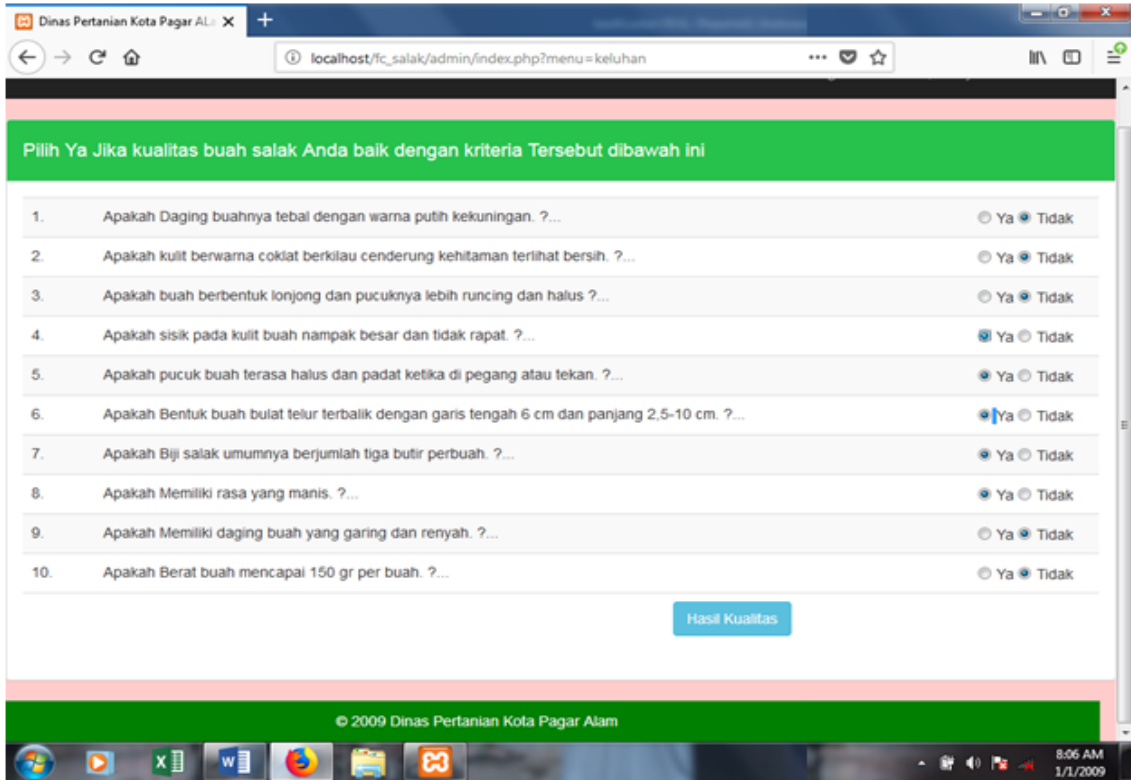 Dinas Pertanian Kota Pagar ALa
localhost/fc_salak/admin/index.php?menu=keluhan
Pilih Ya Jika kualitas buah salak Anda baik dengan kriteria Tersebut dibawah ini
1. Apakah Daging buahnya tebal dengan warna putih kekuningan. ?... Ya Tidak
2. Apakah kulit berwarna coklat berkilau cenderung kehitaman terlihat bersih. ?... Ya Tidak
3. Apakah buah berbentuk lonjong dan pucuknya lebih runcing dan halus ?... Ya Tidak
4. Apakah sisik pada kulit buah nampak besar dan tidak rapat. ?... Ya Tidak
5. Apakah pucuk buah terasa halus dan padat ketika di pegang atau tekan. ?... Ya Tidak
6. Apakah Bentuk buah bulat telur terbalik dengan garis tengah 6 cm dan panjang 2,5-10 cm. ?... Ya Tidak
7. Apakah Biji salak umumnya berjumlah tiga butir perbuah. ?... Ya Tidak
8. Apakah Memiliki rasa yang manis. ?... Ya Tidak
9. Apakah Memiliki daging buah yang garing dan renyah. ?... Ya Tidak
10. Apakah Berat buah mencapai 150 gr per buah. ?... Ya Tidak
Hasil Kualitas
© 2009 Dinas Pertanian Kota Pagar Alam
8:06 AM
1/1/2009